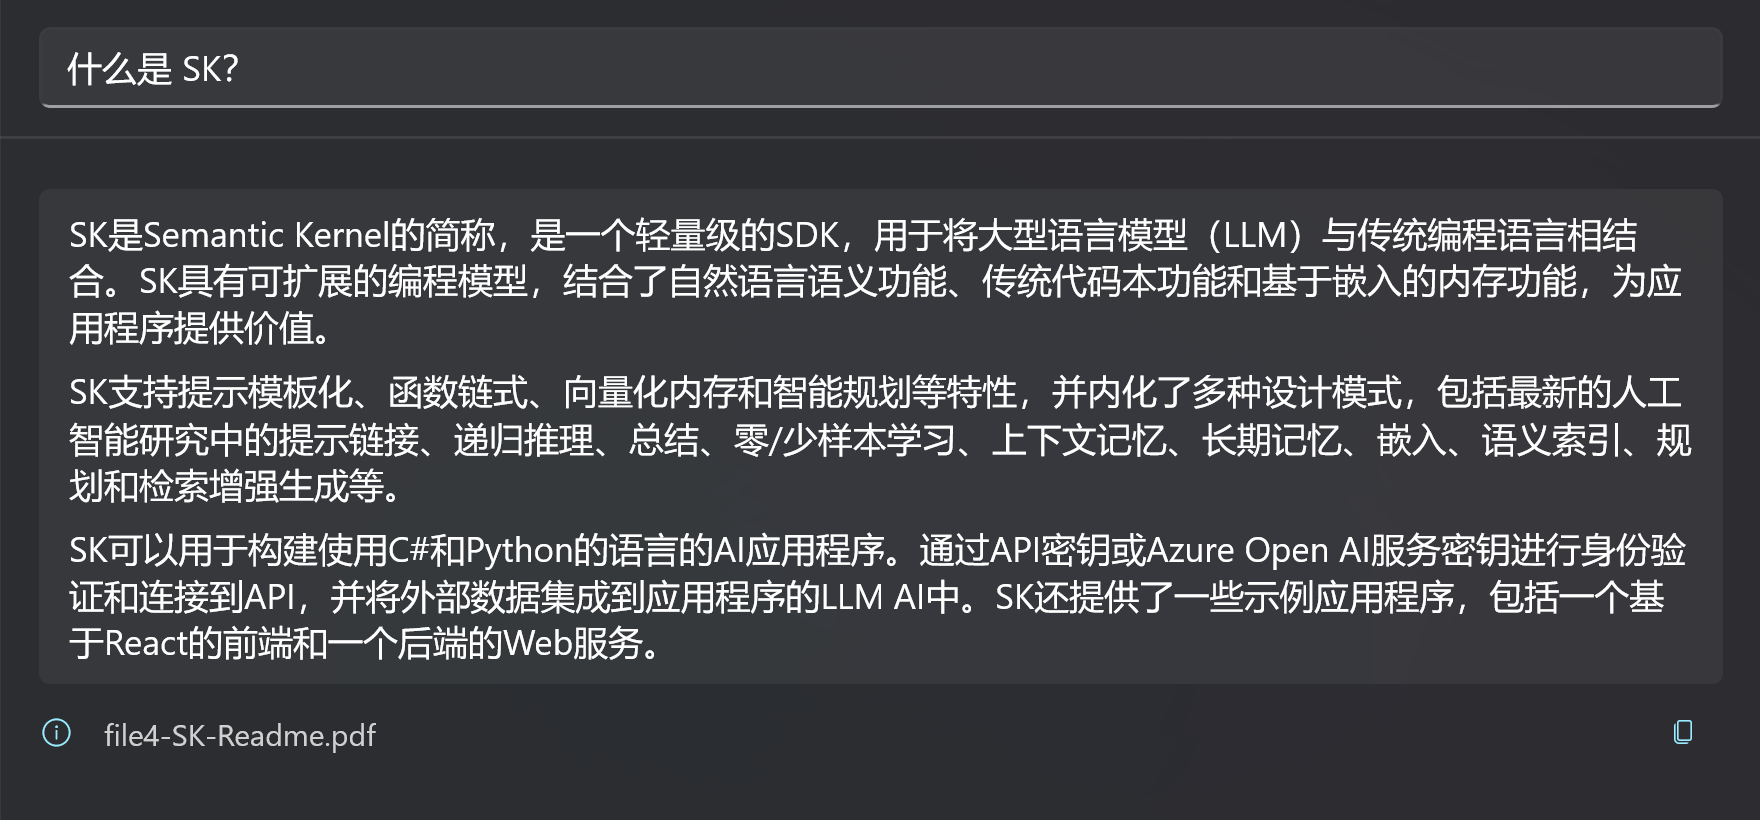 什么是 SK?
SK是Semantic Kernel的简称，是一个轻量级的SDK，用于将大型语言模型（LLM）与传统编程语言相结
合。SK具有可扩展的编程模型，结合了自然语言语义功能、传统代码本功能和基于嵌入的内存功能，为应
用程序提供价值。
SK支持提示模板化、函数链式、向量化内存和智能规划等特性，并内化了多种设计模式，包括最新的人工
智能研究中的提示链接、递归推理、总结、零/少样本学习、上下文记忆、长期记忆、嵌入、语义索引、规
划和检索增强生成等。
SK可以用于构建使用C#和Python的语言的AI应用程序。通过API密钥或Azure Open AI服务密钥进行身份验
证和连接到API，并将外部数据集成到应用程序的LLM AI中。SK还提供了一些示例应用程序，包括一个基
于React的前端和一个后端的Web服务。
file4-SK-Readme.pdf